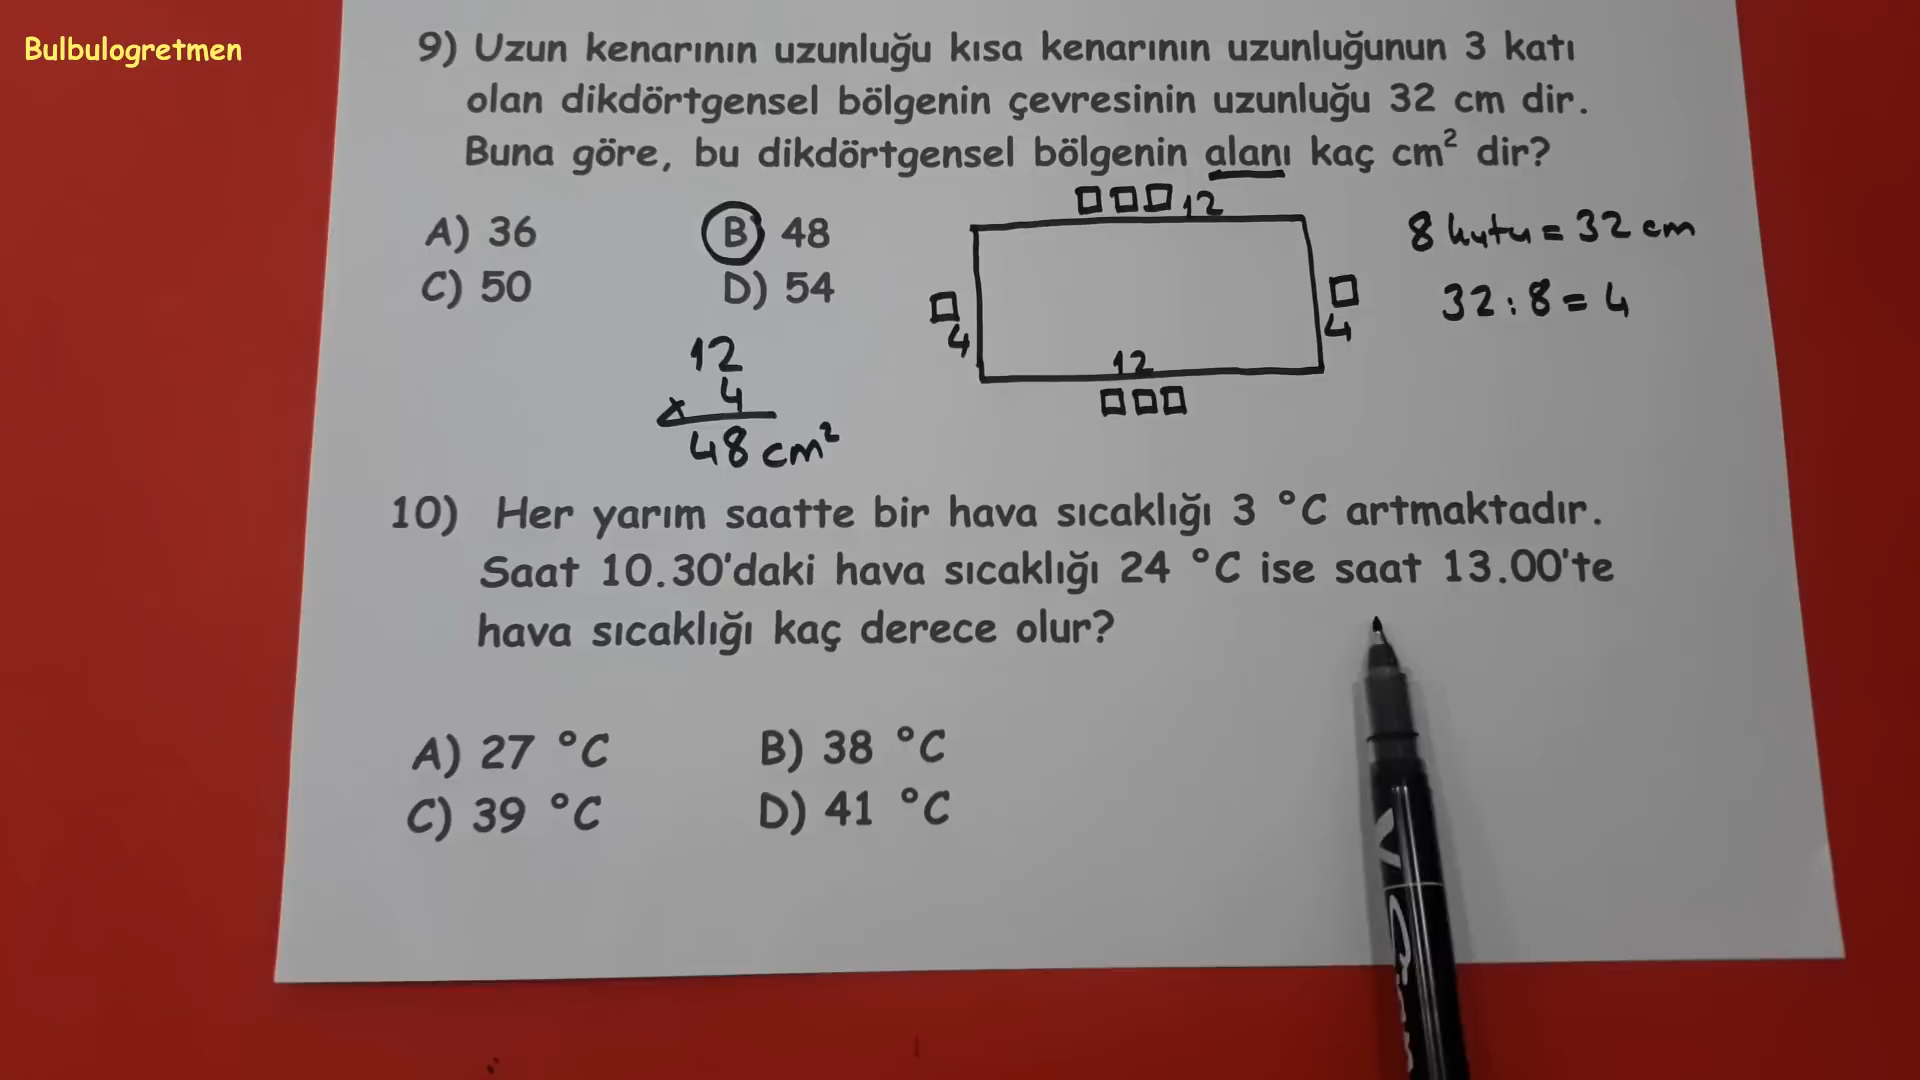 Bulbulogretmen
9) Uzun kenarının uzunluğu kısa kenarının uzunluğunun 3 katı
olan dikdörtgensel bölgenin çevresinin uzunluğu 32 cm dir.
Buna göre, bu dikdörtgensel bölgenin alanı kaç cm² dir?
A) 36
B) 48
C) 50
D) 54
12
4
4
12
8 kutu = 32 cm
32 : 8 = 4
12
x 4
48 cm²
10) Her yarım saatte bir hava sıcaklığı 3 °C artmaktadır.
Saat 10.30'daki hava sıcaklığı 24 °C ise saat 13.00'te
hava sıcaklığı kaç derece olur?
A) 27 °C
B) 38 °C
C) 39 °C
D) 41 °C